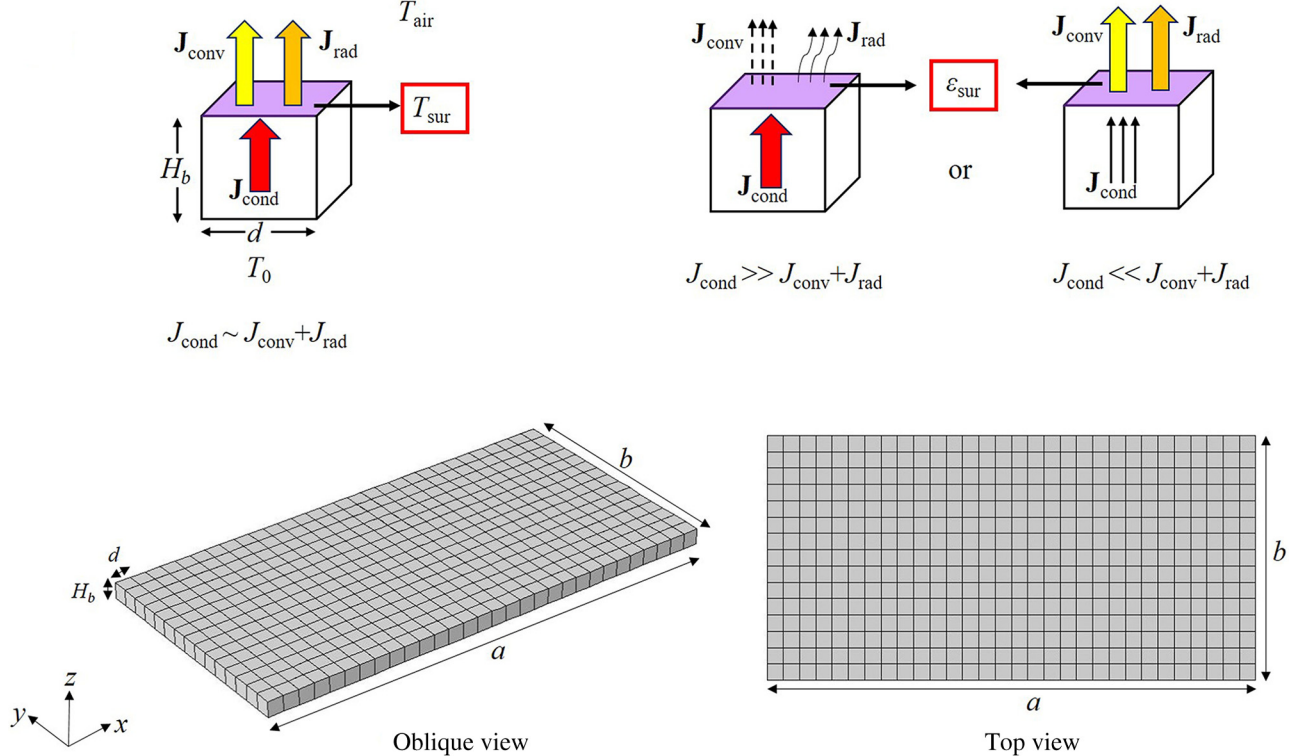 T_air
J_conv
J_rad
T_sur
H_b
J_cond
d
T_0
J_cond ~ J_conv+J_rad
J_conv
J_rad
ε_sur
J_cond
or
J_cond >> J_conv+J_rad
J_conv
J_rad
J_cond
J_cond << J_conv+J_rad
b
d
H_b
a
z
y
x
Oblique view
b
a
Top view